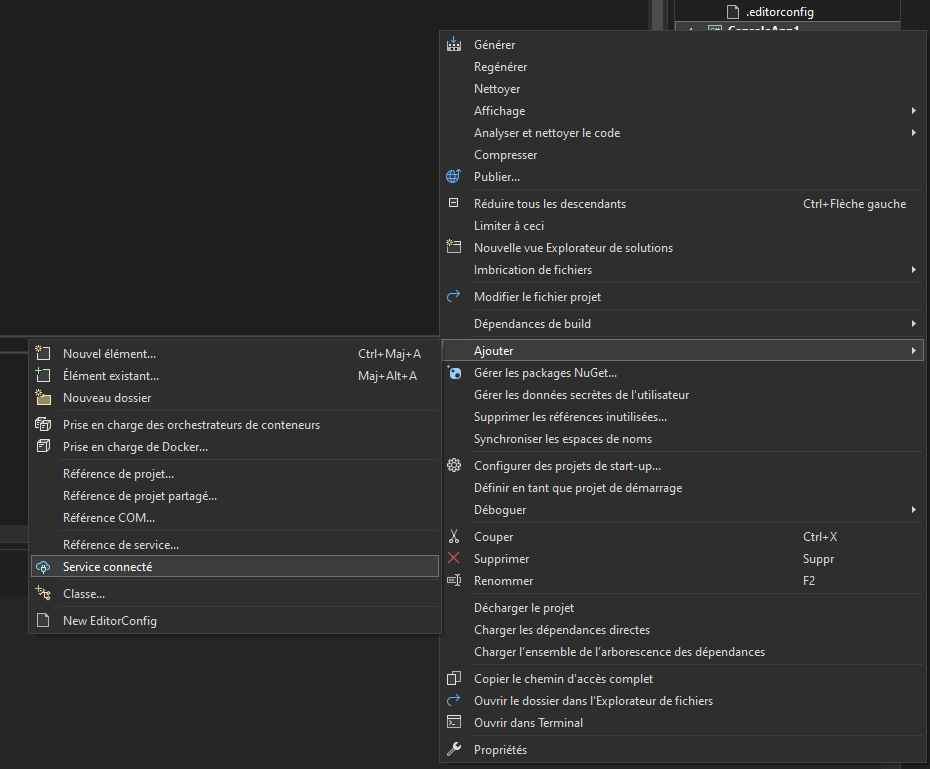 .editorconfig
ConsoleApp1
Générer
Regénérer
Nettoyer
Affichage
Analyser et nettoyer le code
Compresser
Publier...
Réduire tous les descendants Ctrl+Flèche gauche
Limiter à ceci
Nouvelle vue Explorateur de solutions
Imbrication de fichiers
Modifier le fichier projet
Dépendances de build
Ajouter
Gérer les packages NuGet...
Gérer les données secrètes de l'utilisateur
Supprimer les références inutilisées...
Synchroniser les espaces de noms
Configurer des projets de start-up...
Définir en tant que projet de démarrage
Déboguer
Couper Ctrl+X
Supprimer Suppr
Renommer F2
Décharger le projet
Charger les dépendances directes
Charger l'ensemble de l'arborescence des dépendances
Copier le chemin d'accès complet
Ouvrir le dossier dans l'Explorateur de fichiers
Ouvrir dans Terminal
Propriétés
Nouvel élément... Ctrl+Maj+A
Élément existant... Maj+Alt+A
Nouveau dossier
Prise en charge des orchestrateurs de conteneurs
Prise en charge de Docker...
Référence de projet...
Référence de projet partagé...
Référence COM...
Référence de service...
Service connecté
Classe...
New EditorConfig